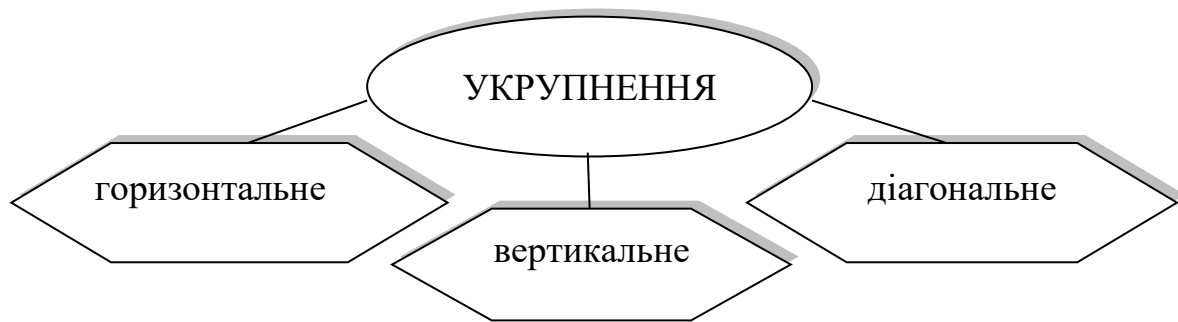 УКРУПНЕННЯ
горизонтальне
вертикальне
діагональне